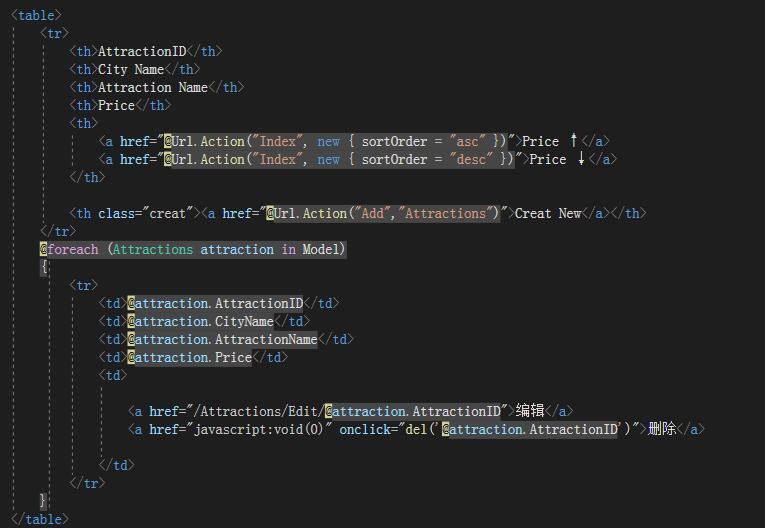 <table>
<tr>
<th>AttractionID</th>
<th>City Name</th>
<th>Attraction Name</th>
<th>Price</th>
<th>
<a href="@Url.Action("Index", new { sortOrder = "asc" })">Price ↑</a>
<a href="@Url.Action("Index", new { sortOrder = "desc" })">Price ↓</a>
</th>
<th class="creat"><a href="@Url.Action("Add","Attractions")">Creat New</a></th>
</tr>
@foreach (Attractions attraction in Model)
{
<tr>
<td>@attraction.AttractionID</td>
<td>@attraction.CityName</td>
<td>@attraction.AttractionName</td>
<td>@attraction.Price</td>
<td>
<a href="/Attractions/Edit/@attraction.AttractionID">编辑</a>
<a href="javascript:void(0)" onclick="del('@attraction.AttractionID')">删除</a>
</td>
</tr>
}
</table>